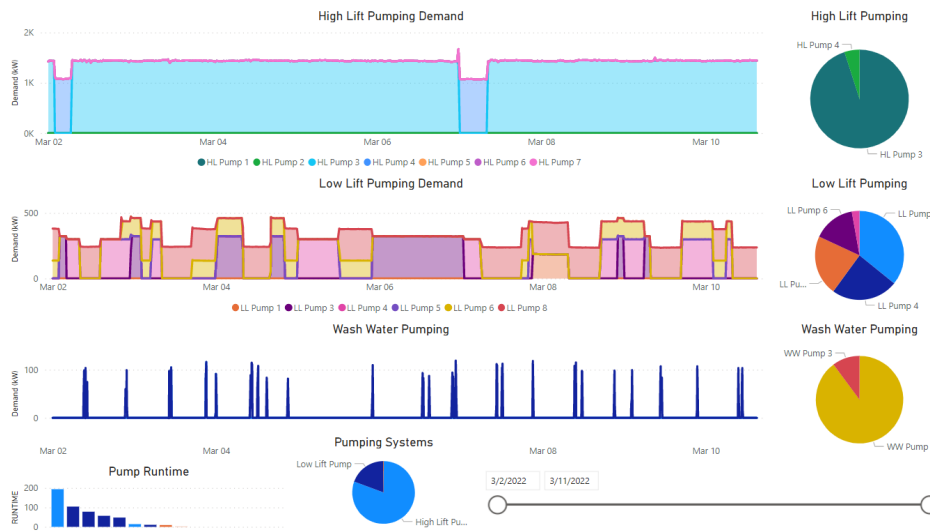 High Lift Pumping Demand
2K
1K
0K
Demand (kW)
Mar 02 Mar 04 Mar 06 Mar 08 Mar 10
HL Pump 1 HL Pump 2 HL Pump 3 HL Pump 4 HL Pump 5 HL Pump 6 HL Pump 7
High Lift Pumping
HL Pump 4
HL Pump 3
Low Lift Pumping Demand
500
0
Demand (kW)
Mar 02 Mar 04 Mar 06 Mar 08 Mar 10
LL Pump 1 LL Pump 3 LL Pump 4 LL Pump 5 LL Pump 6 LL Pump 8
Low Lift Pumping
LL Pump 6
LL Pump
LL Pu...
LL Pump 4
Wash Water Pumping
100
0
Demand (kW)
Mar 02 Mar 04 Mar 08 Mar 10
Wash Water Pumping
WW Pump 3
WW Pump
Pump Runtime
200
100
0
RUNTIME
Pumping Systems
Low Lift Pump
High Lift Pu...
3/2/2022 3/11/2022